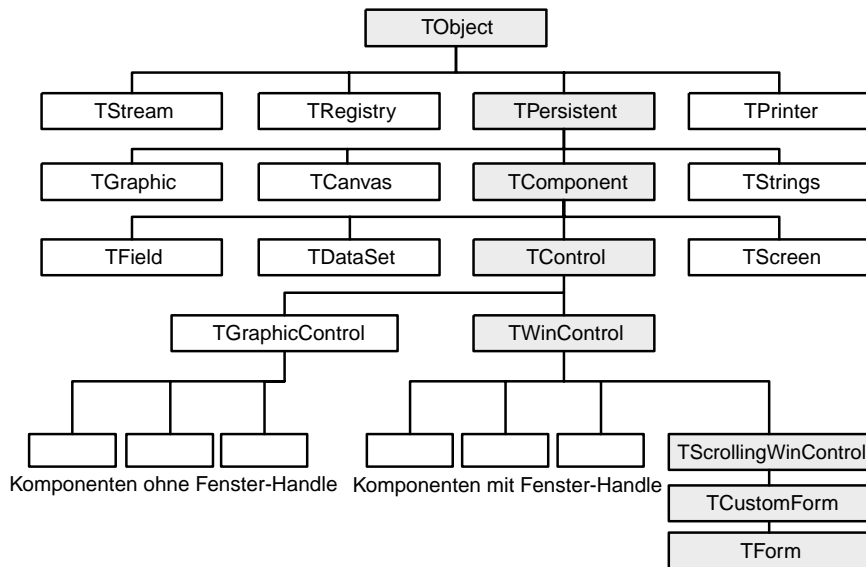 TObject
TStream
TRegistry
TPersistent
TPrinter
TGraphic
TCanvas
TComponent
TStrings
TField
TDataSet
TControl
TScreen
TGraphicControl
TWinControl
TScrollingWinControl
Komponenten ohne Fenster-Handle
Komponenten mit Fenster-Handle
TCustomForm
TForm